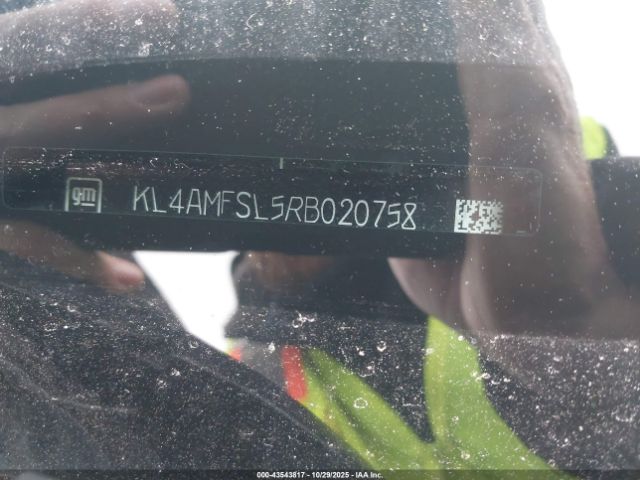 gm KL4AMFSL5RB020758
000-43543817 - 10/29/2025 - IAA Inc.